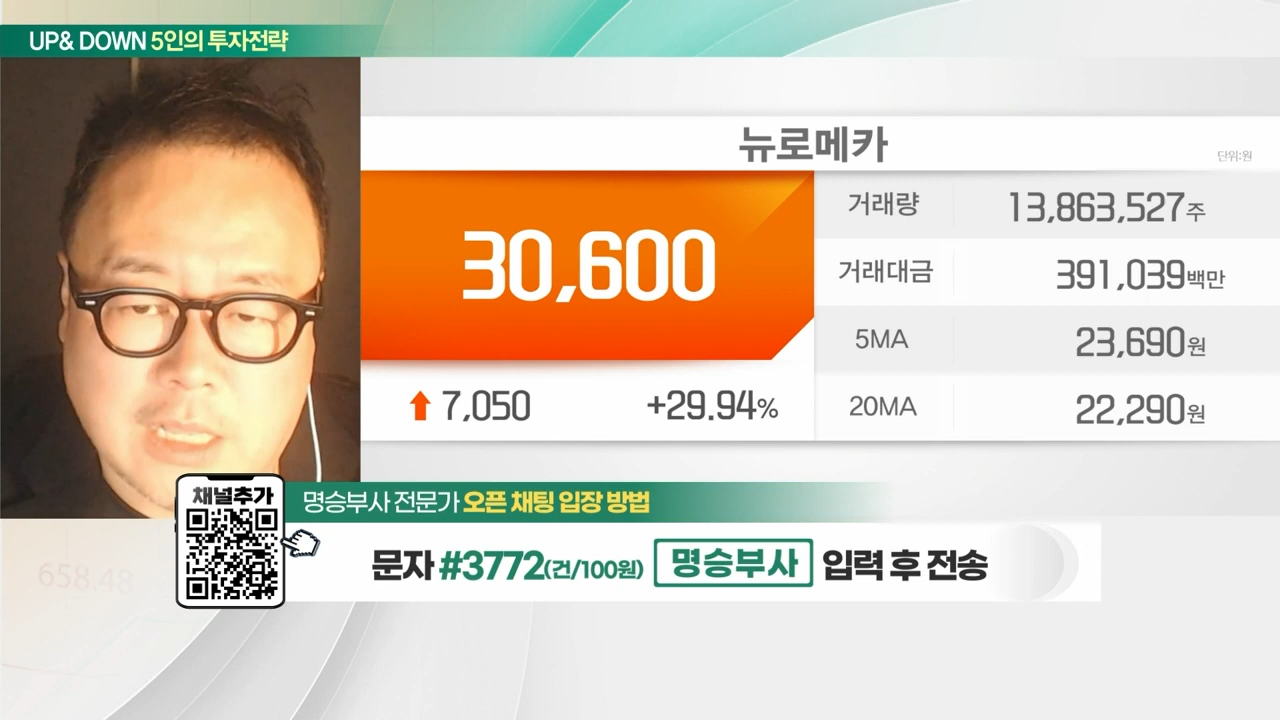 UP& DOWN 5인의 투자전략
뉴로메카
단위:원
30,600
7,050 +29.94%
거래량 13,863,527주
거래대금 391,039백만
5MA 23,690원
20MA 22,290원
채널추가
명승부사 전문가 오픈 채팅 입장 방법
문자 #3772(건/100원) 명승부사 입력 후 전송
658.48